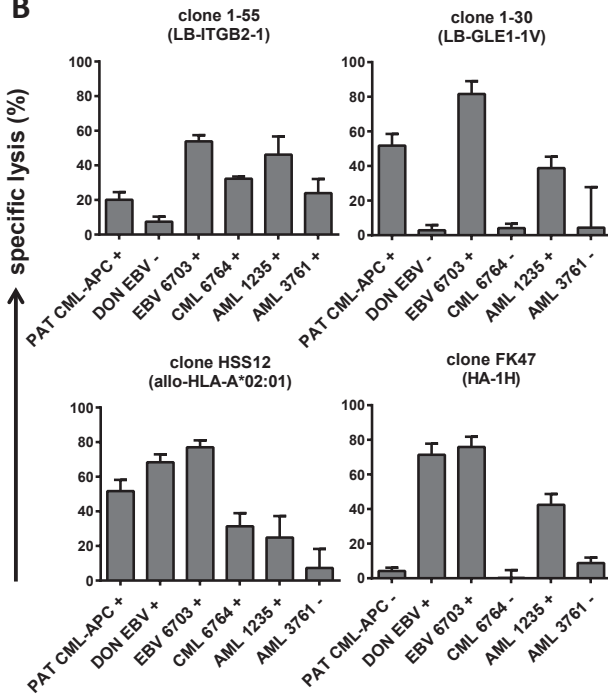 B
clone 1-55
(LB-ITGB2-1)
100
80
60
40
20
0
PAT CML-APC +
DON EBV -
EBV 6703 +
CML 6764 +
AML 1235 +
AML 3761 +
clone 1-30
(LB-GLE1-1V)
100
80
60
40
20
0
PAT CML-APC +
DON EBV -
EBV 6703 +
CML 6764 -
AML 1235 +
AML 3761 -
specific lysis (%)
clone HSS12
(allo-HLA-A*02:01)
100
80
60
40
20
0
PAT CML-APC +
DON EBV +
EBV 6703 +
CML 6764 +
AML 1235 +
AML 3761 -
clone FK47
(HA-1H)
100
80
60
40
20
0
PAT CML-APC -
DON EBV +
EBV 6703 +
CML 6764 -
AML 1235 +
AML 3761 -